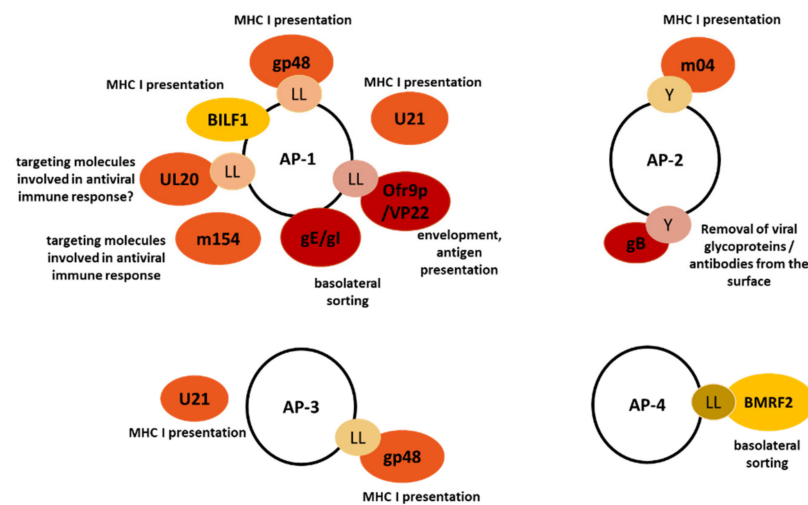 MHC I presentation
gp48
LL
MHC I presentation
BILF1
MHC I presentation
U21
AP-1
targeting molecules
involved in antiviral
immune response?
UL20
LL
LL
Ofr9p
/VP22
envelopment,
antigen
presentation
m154
targeting molecules
involved in antiviral
immune response
gE/gI
basolateral
sorting
MHC I presentation
m04
Y
AP-2
Y
gB
Removal of viral
glycoproteins /
antibodies from the
surface
U21
MHC I presentation
AP-3
LL
gp48
MHC I presentation
AP-4
LL
BMRF2
basolateral
sorting